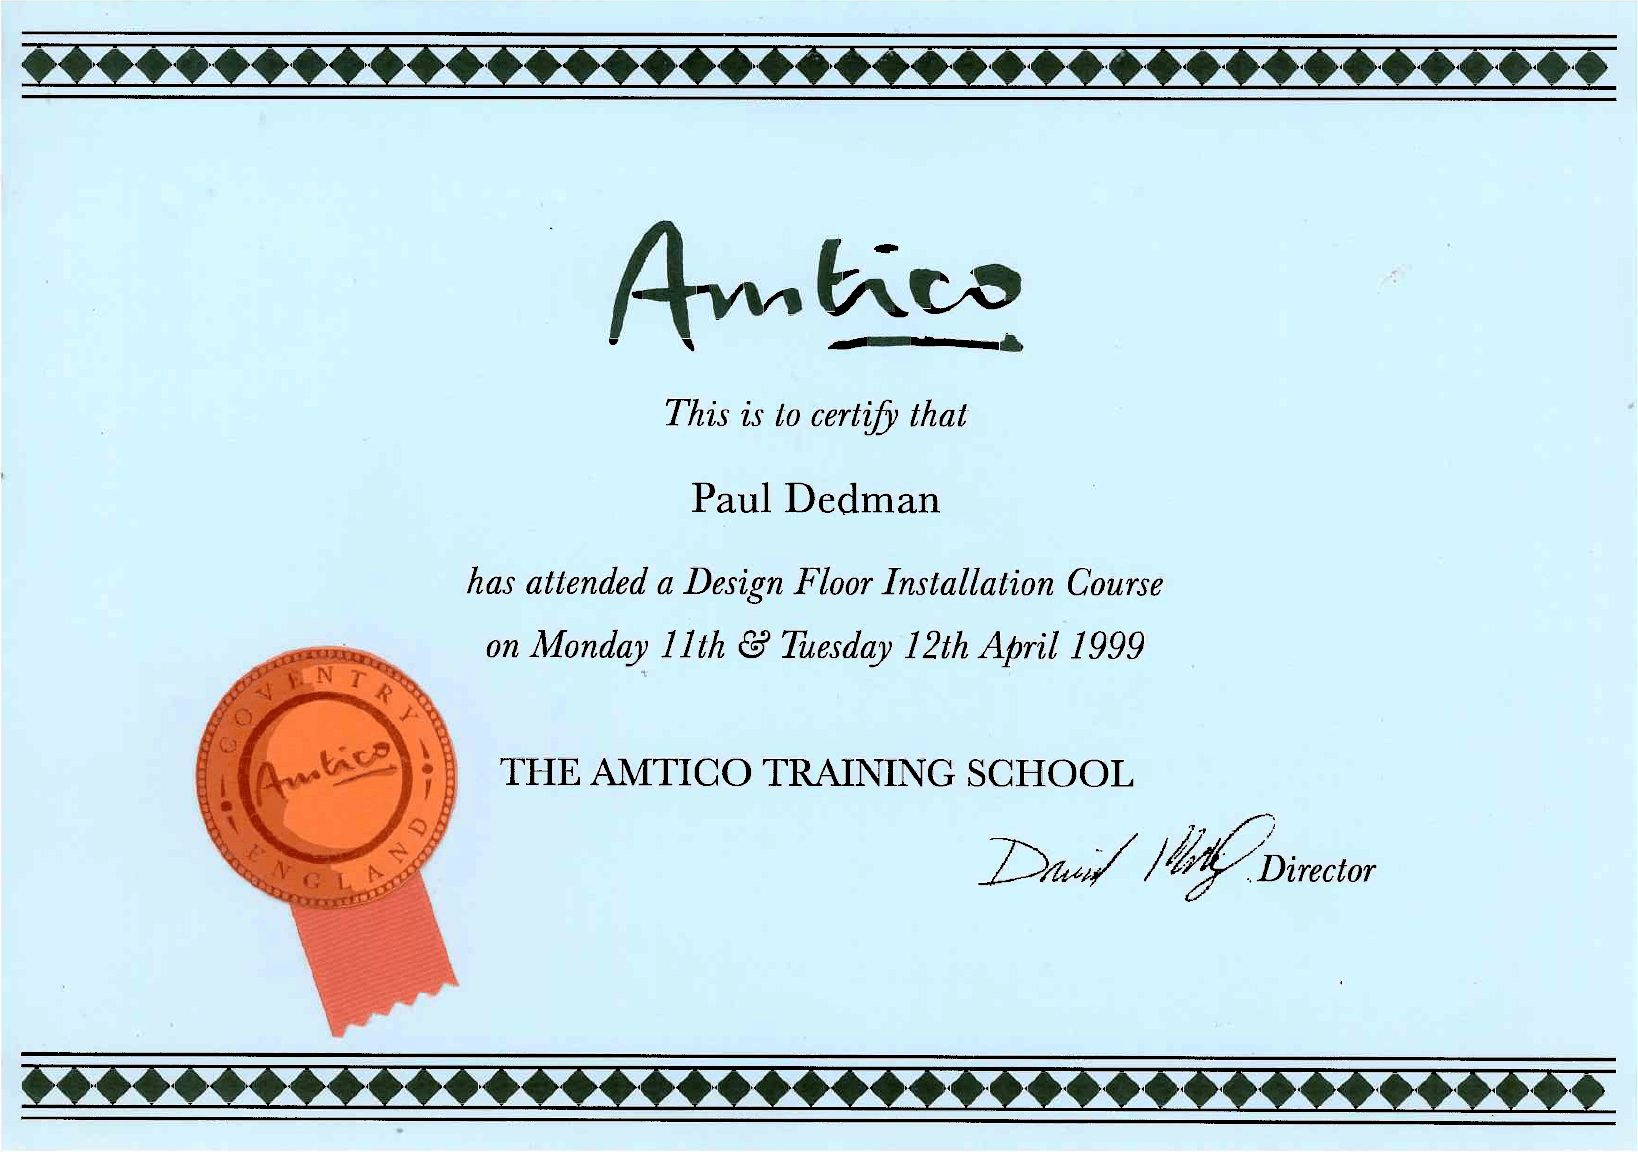 Amtico
This is to certify that
Paul Dedman
has attended a Design Floor Installation Course
on Monday 11th & Tuesday 12th April 1999
COVENTRY
Amtico
ENGLAND
THE AMTICO TRAINING SCHOOL
David
Director